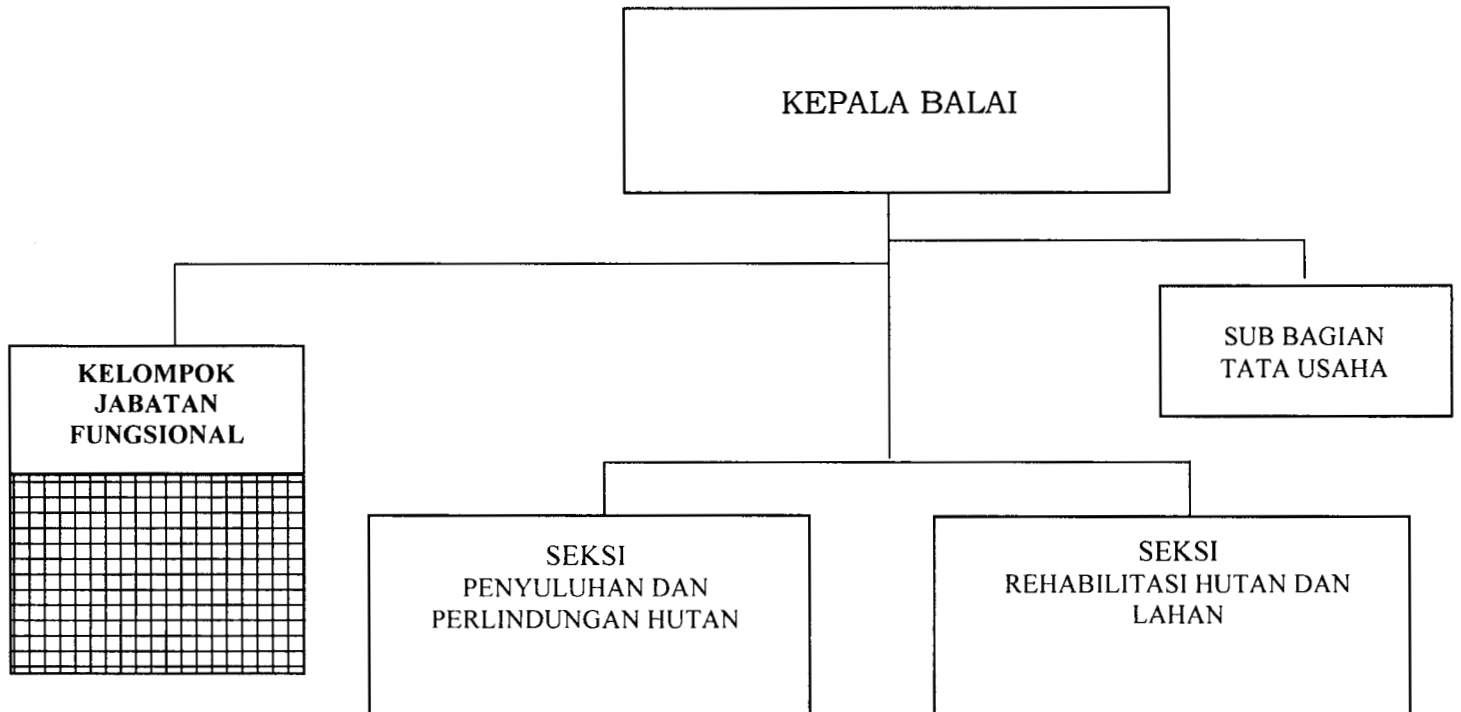 KEPALA BALAI
SUB BAGIAN
TATA USAHA
KELOMPOK
JABATAN
FUNGSIONAL
SEKSI
PENYULUHAN DAN
PERLINDUNGAN HUTAN
SEKSI
REHABILITASI HUTAN DAN
LAHAN